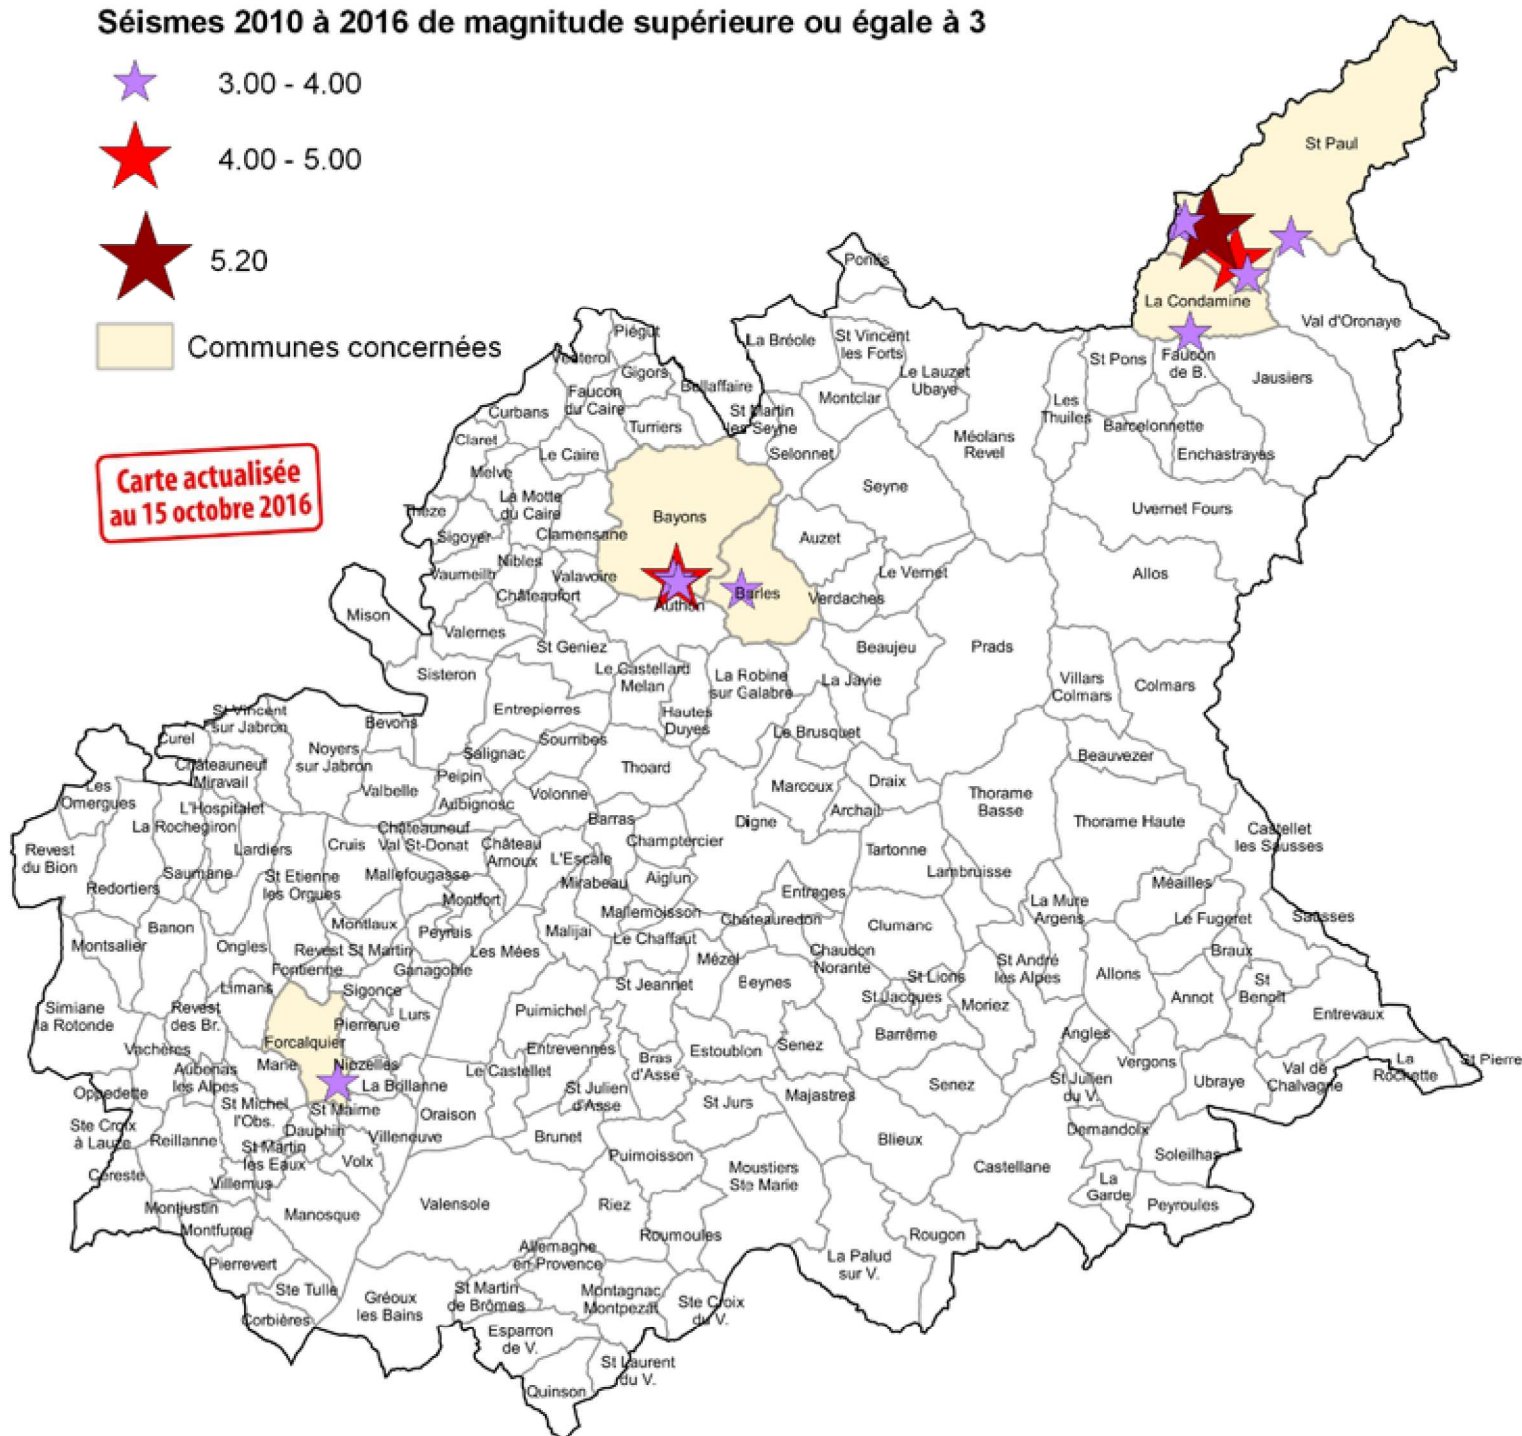 Séismes 2010 à 2016 de magnitude supérieure ou égale à 3
3.00 - 4.00
4.00 - 5.00
5.20
Communes concernées
Carte actualisée
au 15 octobre 2016
St Paul
Pontis
La Condamine
Val d'Oronaye
Piégut
La Bréole
St Vincent
les Forts
Venterol
Gigors
Bellaffaire
Le Lauzet
Ubaye
St Pons
Faucon
de B.
Jausiers
Faucon
du Caire
Curbans
Turriers
St Martin
les Seyne
Montclar
Les
Thuiles
Barcelonnette
Claret
Le Caire
Selonnet
Méolans
Revel
Enchastrayes
Melve
La Motte
du Caire
Seyne
Thèze
Bayons
Uvernet Fours
Sigoyer
Clamensane
Auzet
Nibles
Vaumeilh
Valavoire
Le Vernet
Allos
Châteaufort
Authon
Barles
Verdaches
Mison
Valernes
St Geniez
Beaujeu
Prads
Sisteron
Le Castellard
Melan
La Robine
sur Galabre
La Javie
Villars
Colmars
Colmars
St Vincent
sur Jabron
Bevons
Entrepierres
Hautes
Duyes
Le Brusquet
Curel
Noyers
sur Jabron
Salignac
Sourribes
Beauvezer
Châteauneuf
Miravail
Peipin
Thoard
Marcoux
Draix
Les
Omergues
Valbelle
Volonne
Thorame
Basse
L'Hospitalet
Aubignosc
Barras
Archail
La Rochegiron
Châteauneuf
Val St-Donat
Digne
Thorame Haute
Castellet
les Sausses
Revest
du Bion
Lardiers
Cruis
Château
Arnoux
L'Escale
Champtercier
Tartonne
Saumane
St Etienne
les Orgues
Mallefougasse
Mirabeau
Aiglun
Lambruisse
Redortiers
Montfort
Entrages
La Mure
Argens
Méailles
Montlaux
Mallemoisson
Châteauredon
Le Fugeret
Sausses
Banon
Peyruis
Malijai
Le Chaffaut
Clumanc
Montsalier
Ongles
Revest St Martin
Les Mées
Mézel
Chaudon
Norante
Braux
Fontienne
Ganagobie
St Jeannet
Beynes
St Lions
St André
les Alpes
Allons
St
Benoît
Limans
Sigonce
St Jacques
Moriez
Annot
Simiane
la Rotonde
Revest
des Br.
Lurs
Puimichel
Entrevaux
Pierrerue
Barrême
Angles
Forcalquier
Vachères
Entrevennes
Estoublon
Senez
Vergons
Mane
Niozelles
Bras
d'Asse
La
Rochette
St Pierre
Aubenas
les Alpes
La Brillanne
Le Castellet
Val de
Chalvagne
Oppedette
St Julien
d'Asse
Senez
St Julien
du V.
Ubraye
St Michel
l'Obs.
St Maime
Oraison
St Jurs
Majastres
Ste Croix
à Lauze
Dauphin
Villeneuve
Demandolx
Reillanne
St Martin
les Eaux
Brunet
Blieux
Volx
Puimoisson
Castellane
Soleilhas
Céreste
Villemus
Moustiers
Ste Marie
La
Garde
Peyroules
Montjustin
Manosque
Valensole
Riez
Montfuron
Roumoules
Rougon
Pierrevert
Allemagne
en Provence
La Palud
sur V.
Ste Tulle
Gréoux
les Bains
St Martin
de Brômes
Montagnac
Montpezat
Ste Croix
du V.
Corbières
Esparron
de V.
St Laurent
du V.
Quinson